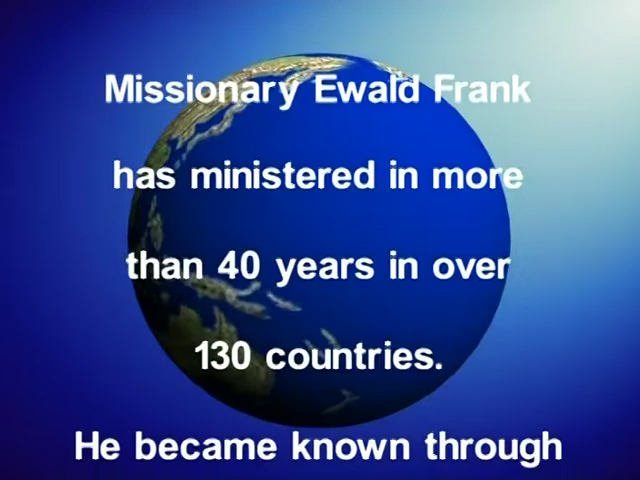 Missionary Ewald Frank
has ministered in more
than 40 years in over
130 countries.
He became known through